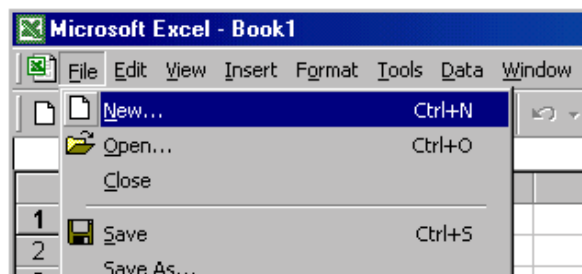 Microsoft Excel - Book1
File Edit View Insert Format Tools Data Window
New... Ctrl+N
Open... Ctrl+O
Close
1
Save Ctrl+S
2
Save As...